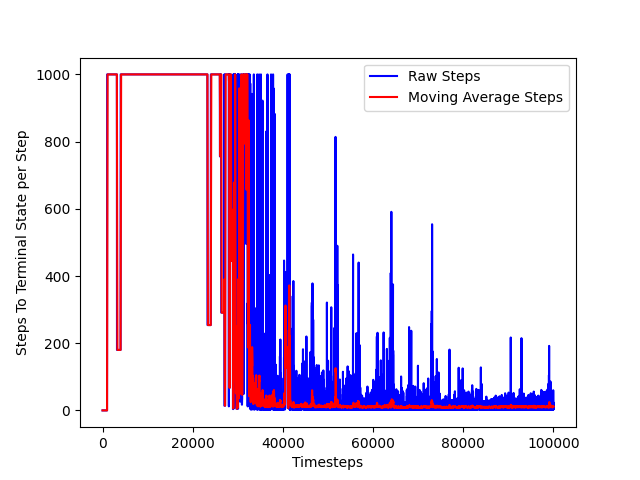 Raw Steps
Moving Average Steps
1000
800
600
400
200
0
Steps To Terminal State per Step
0 20000 40000 60000 80000 100000
Timesteps